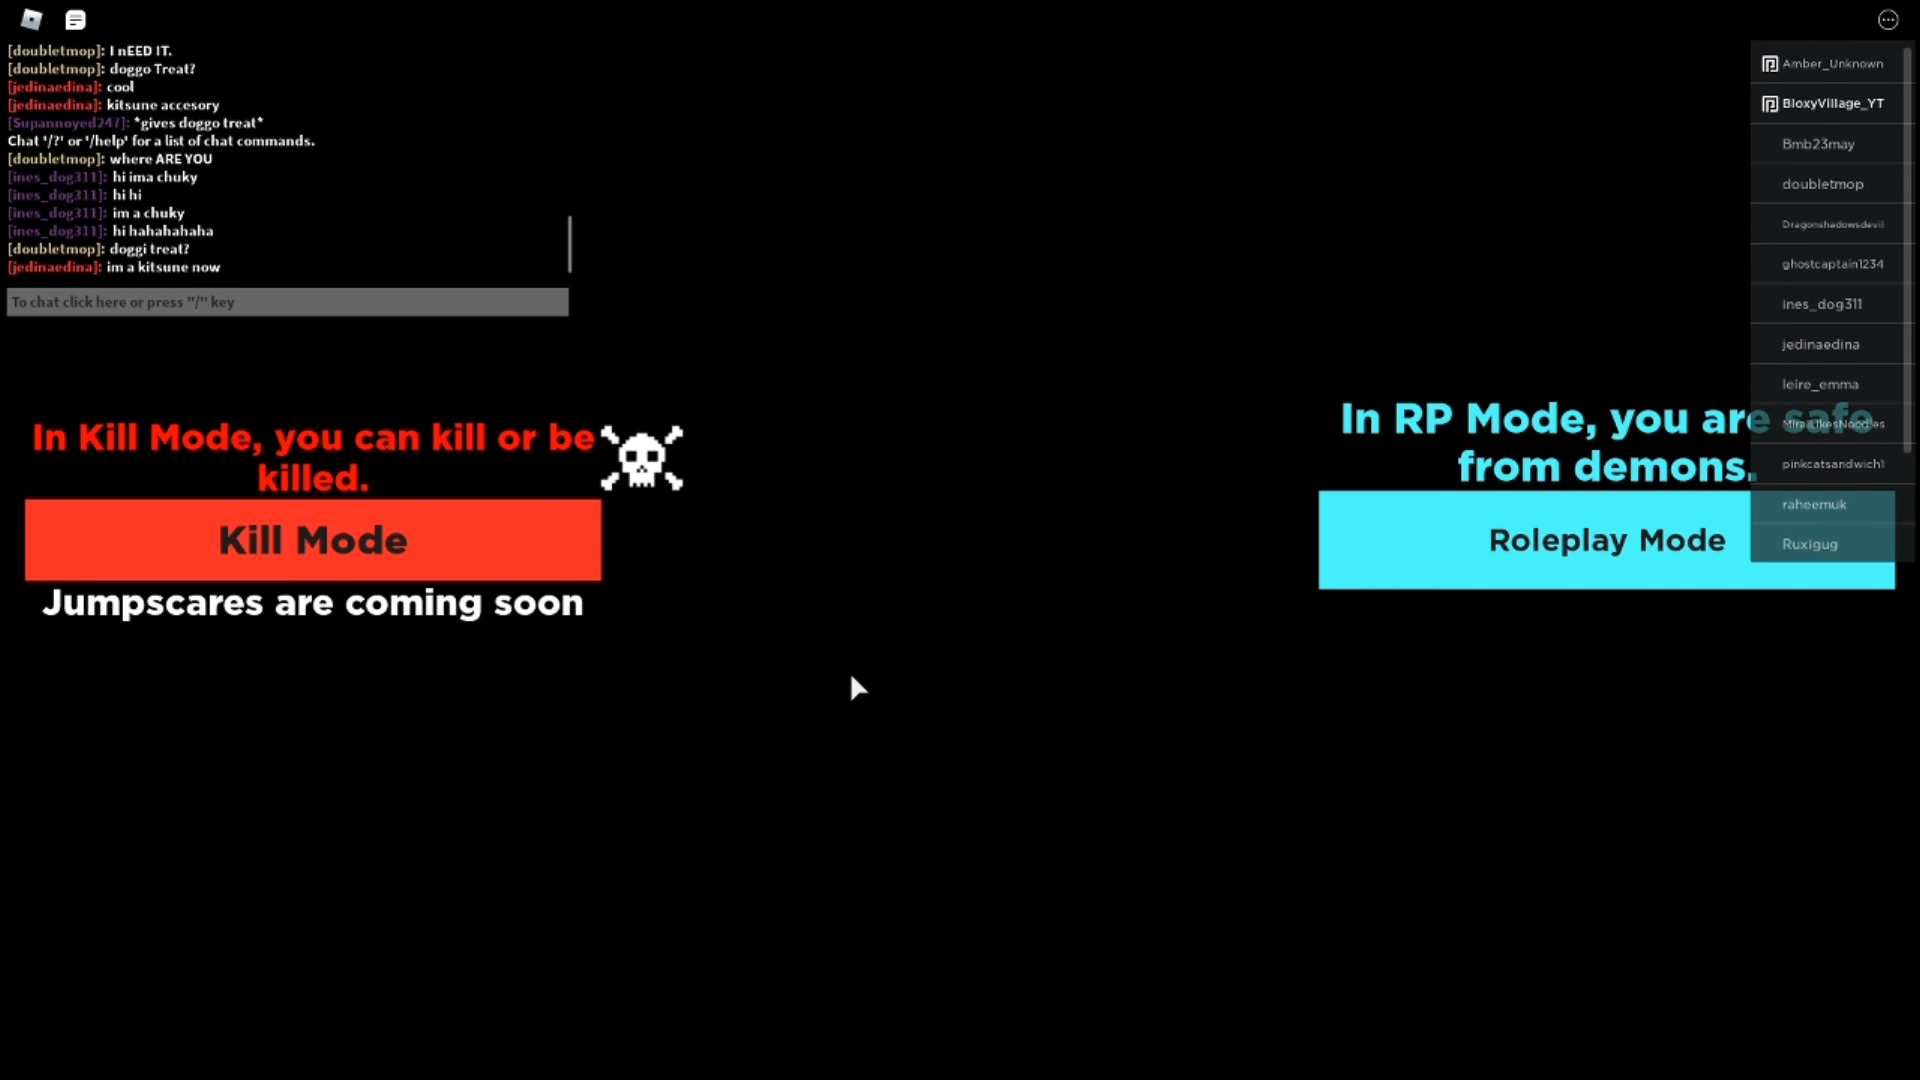 [doubletmop]: I nEED IT.
[doubletmop]: doggo Treat?
[jedinaedina]: cool
[jedinaedina]: kitsune accesory
[Supannoyed247]: *gives doggo treat*
Chat '/?' or '/help' for a list of chat commands.
[doubletmop]: where ARE YOU
[ines_dog311]: hi ima chuky
[ines_dog311]: hi hi
[ines_dog311]: im a chuky
[ines_dog311]: hi hahahahaha
[doubletmop]: doggi treat?
[jedinaedina]: im a kitsune now
To chat click here or press "/" key
In Kill Mode, you can kill or be
killed.
Kill Mode
Jumpscares are coming soon
In RP Mode, you are safe
from demons.
Roleplay Mode
Amber_Unknown
BloxyVillage_YT
Bmb23may
doubletmop
Dragonshadowsdevil
ghostcaptain1234
ines_dog311
jedinaedina
leire_emma
MiraLikesNoodles
pinkcatsandwich1
raheemuk
Ruxigug